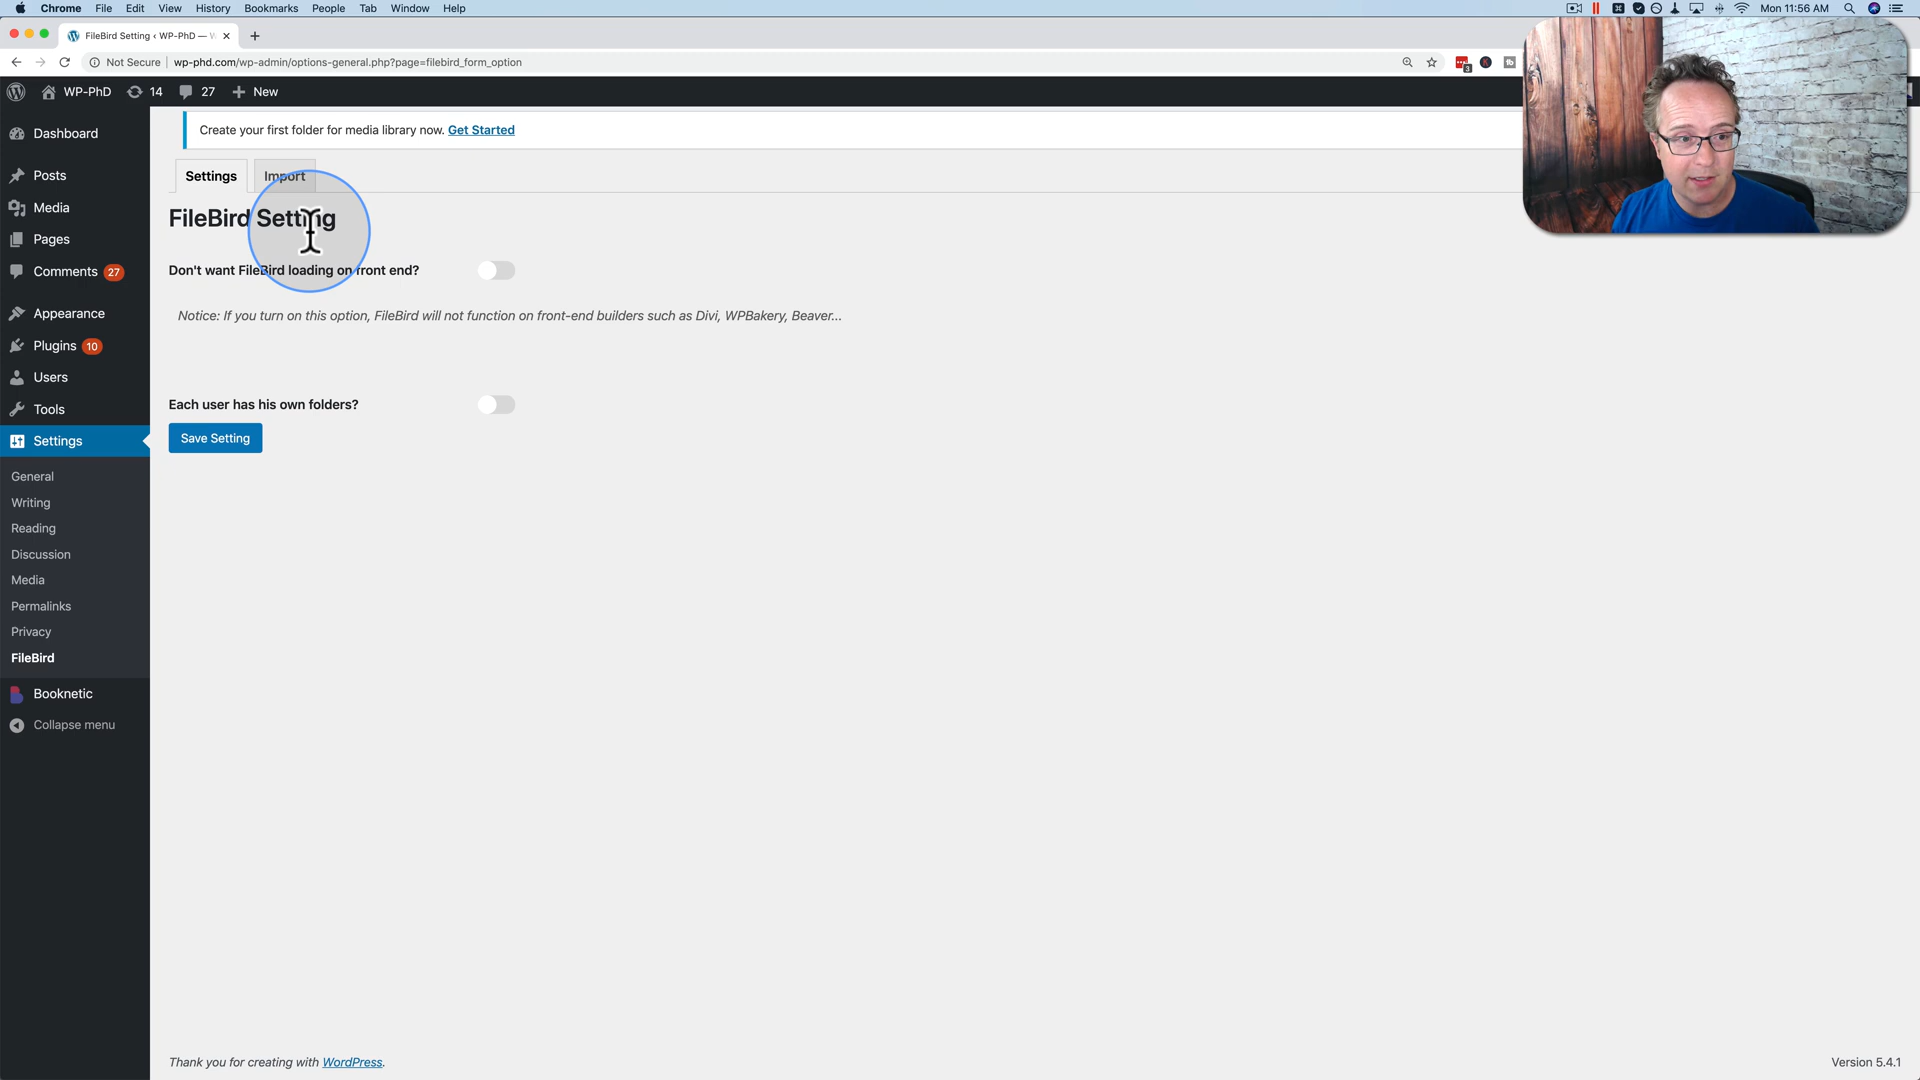 Chrome File Edit View History Bookmarks People Tab Window Help Mon 11:56 AM
FileBird Setting ‹ WP-PhD —
Not Secure wp-phd.com/wp-admin/options-general.php?page=filebird_form_option 3
WP-PhD 14 27 New
Dashboard
Posts
Media
Pages
Comments 27
Appearance
Plugins 10
Users
Tools
Settings
General
Writing
Reading
Discussion
Media
Permalinks
Privacy
FileBird
Booknetic
Collapse menu
Create your first folder for media library now. Get Started
Settings Import
FileBird Setting
Don't want FileBird loading on front end?
Notice: If you turn on this option, FileBird will not function on front-end builders such as Divi, WPBakery, Beaver...
Each user has his own folders?
Save Setting
Thank you for creating with WordPress. Version 5.4.1